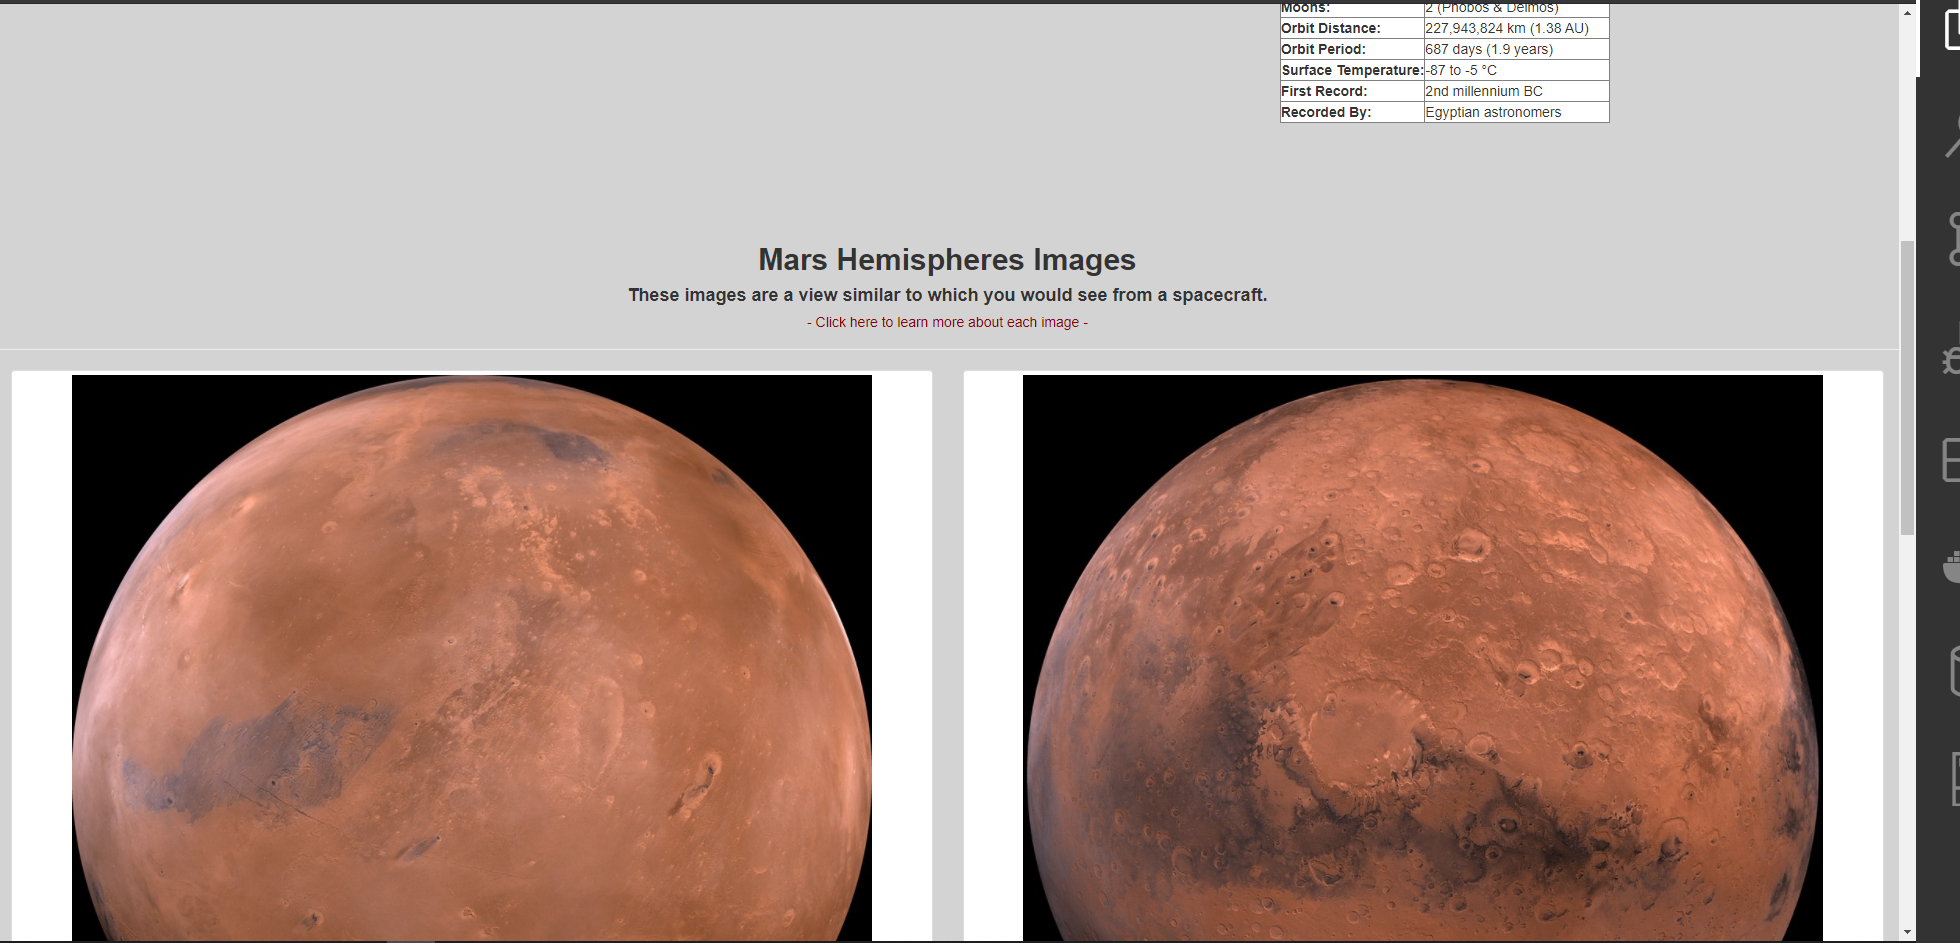 Moons: 2 (Phobos & Deimos)
Orbit Distance: 227,943,824 km (1.38 AU)
Orbit Period: 687 days (1.9 years)
Surface Temperature: -87 to -5 °C
First Record: 2nd millennium BC
Recorded By: Egyptian astronomers
Mars Hemispheres Images
These images are a view similar to which you would see from a spacecraft.
- Click here to learn more about each image -